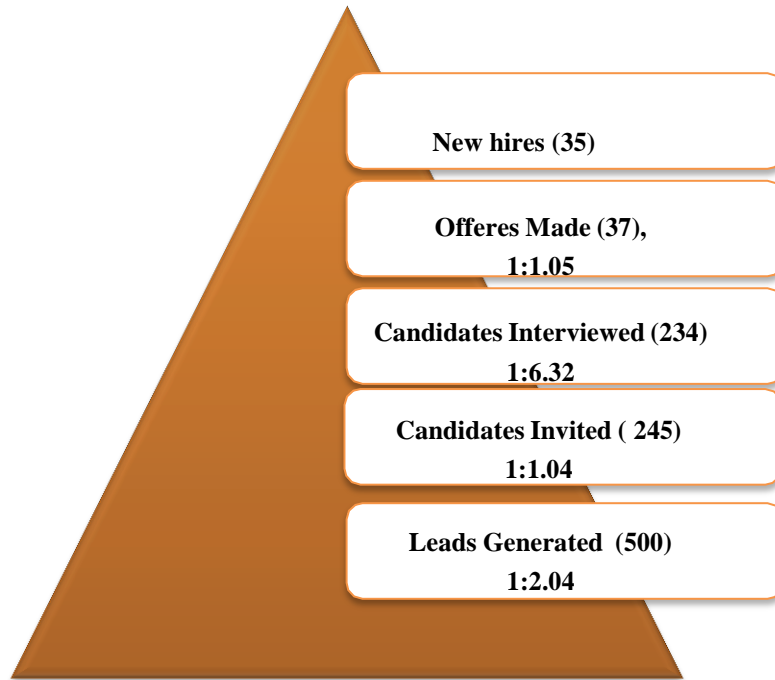 New hires (35)
Offeres Made (37),
1:1.05
Candidates Interviewed (234)
1:6.32
Candidates Invited ( 245)
1:1.04
Leads Generated (500)
1:2.04